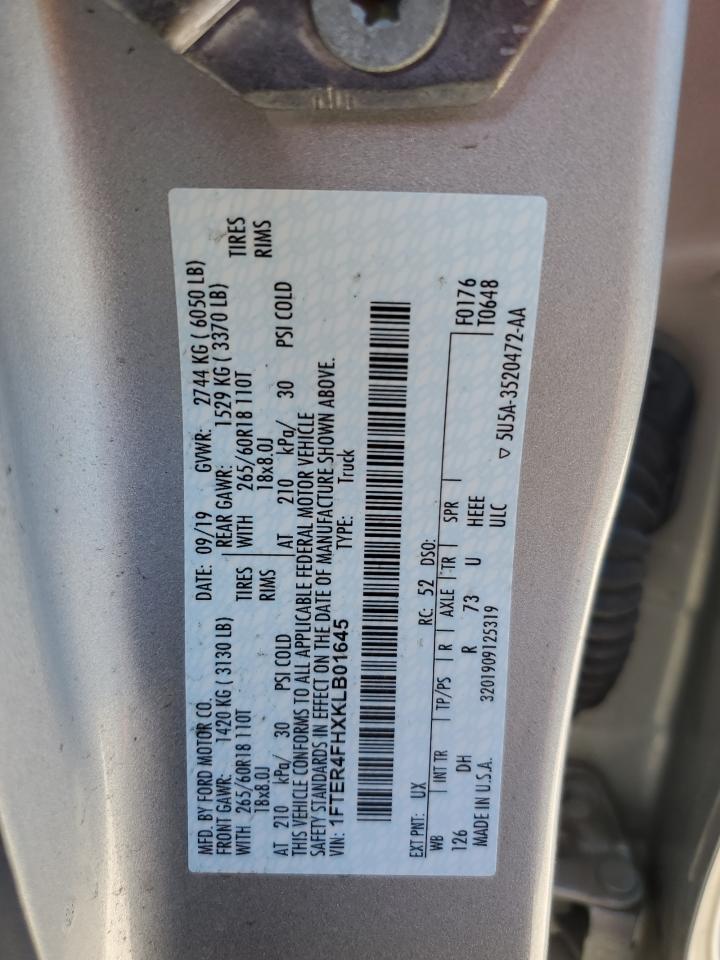 MFD. BY FORD MOTOR CO.
DATE: 09/19 GVWR: 2744 KG ( 6050 LB)
FRONT GAWR: 1420 KG ( 3130 LB) REAR GAWR: 1529 KG ( 3370 LB)
WITH 265/60R18 110T TIRES WITH 265/60R18 110T TIRES
18x8.0J RIMS 18x8.0J RIMS
AT 210 kPa/ 30 PSI COLD AT 210 kPa/ 30 PSI COLD
THIS VEHICLE CONFORMS TO ALL APPLICABLE FEDERAL MOTOR VEHICLE
SAFETY STANDARDS IN EFFECT ON THE DATE OF MANUFACTURE SHOWN ABOVE.
VIN: 1FTER4FHXKLB01645 TYPE: Truck
EXT PNT: UX RC: 52 DSO: F0176
T0648
WB INT TR TP/PS R AXLE TR SPR
126 DH R 73 U HEEE
MADE IN U.S.A. 3201909125319 ULC
▽ 5U5A-3520472-AA